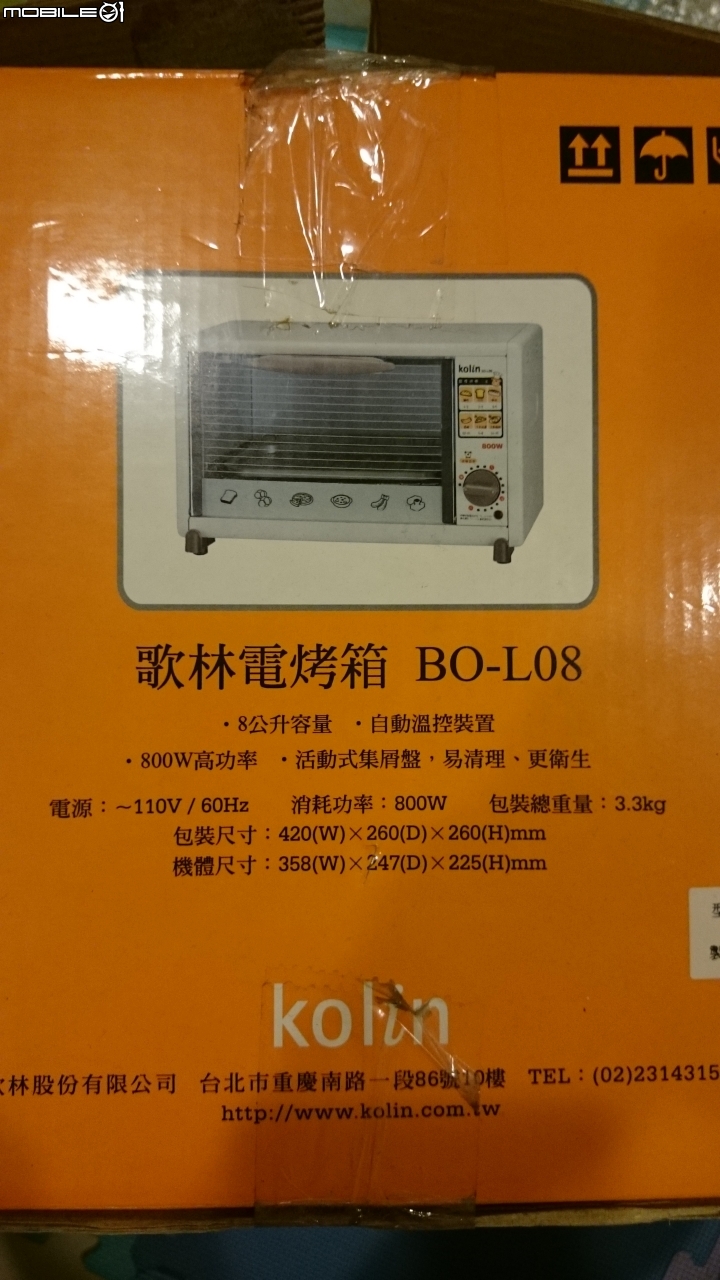 MOBILE01
kolin
800W
歌林電烤箱 BO-L08
・8公升容量 ・自動溫控裝置
・800W高功率 ・活動式集屑盤，易清理、更衛生
電源：～110V / 60Hz 消耗功率：800W 包裝總重量：3.3kg
包裝尺寸：420(W)×260(D)×260(H)mm
機體尺寸：358(W)×247(D)×225(H)mm
kolin
林股份有限公司 台北市重慶南路一段86號10樓 TEL：(02)2314315
http://www.kolin.com.tw